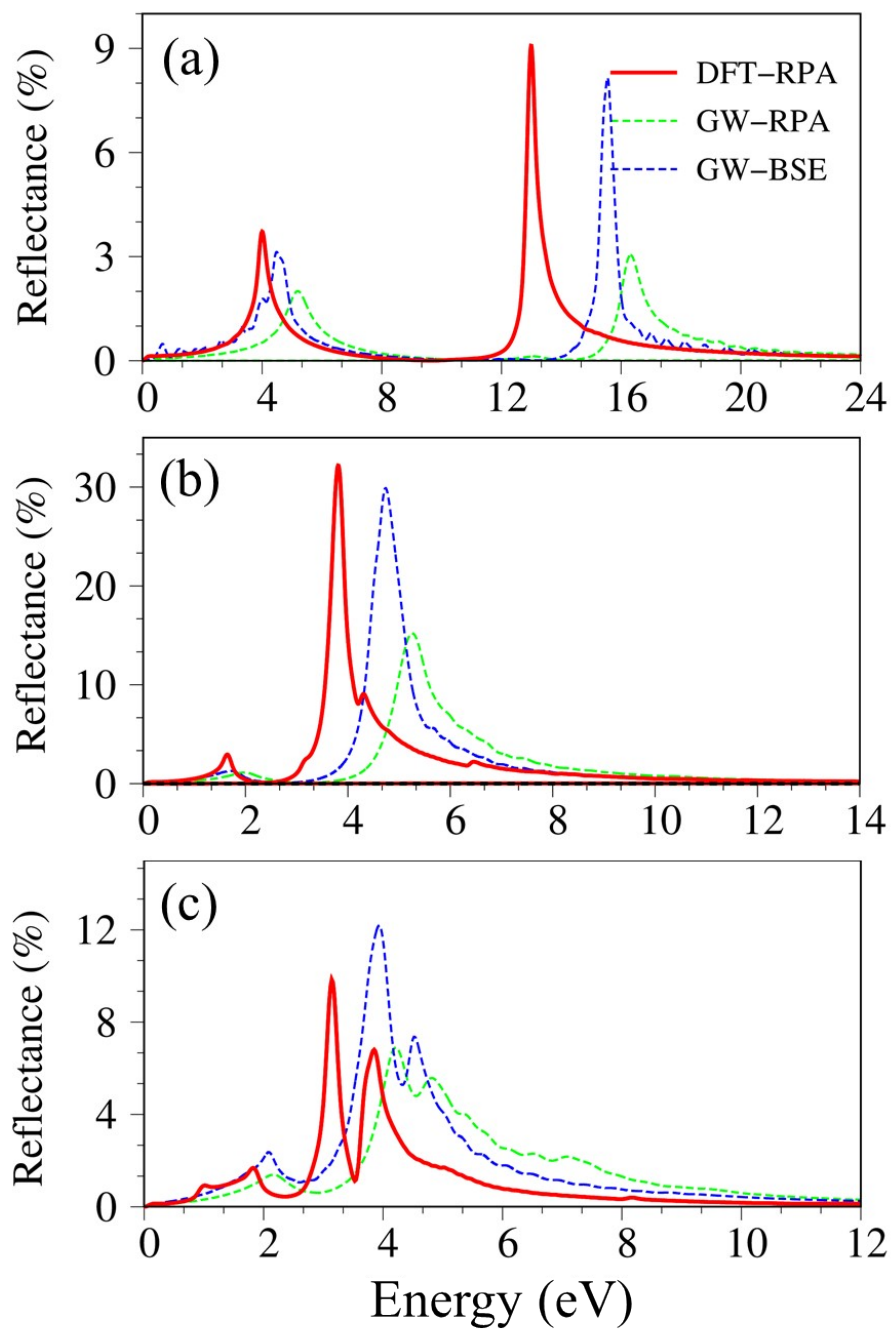 (a)
Reflectance (%)
9
6
3
0
DFT−RPA
GW−RPA
GW−BSE
0 4 8 12 16 20 24
(b)
Reflectance (%)
30
20
10
0
0 2 4 6 8 10 12 14
(c)
Reflectance (%)
12
8
4
0
0 2 4 6 8 10 12
Energy (eV)